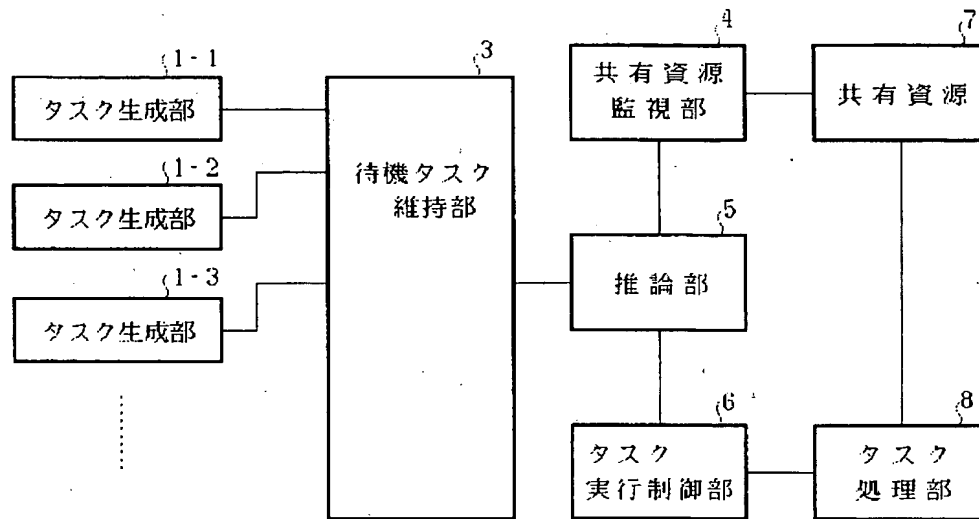 1-1
タスク生成部
1-2
タスク生成部
1-3
タスク生成部
3
待機タスク
維持部
4
共有資源
監視部
7
共有資源
5
推論部
6
タスク
実行制御部
8
タスク
処理部